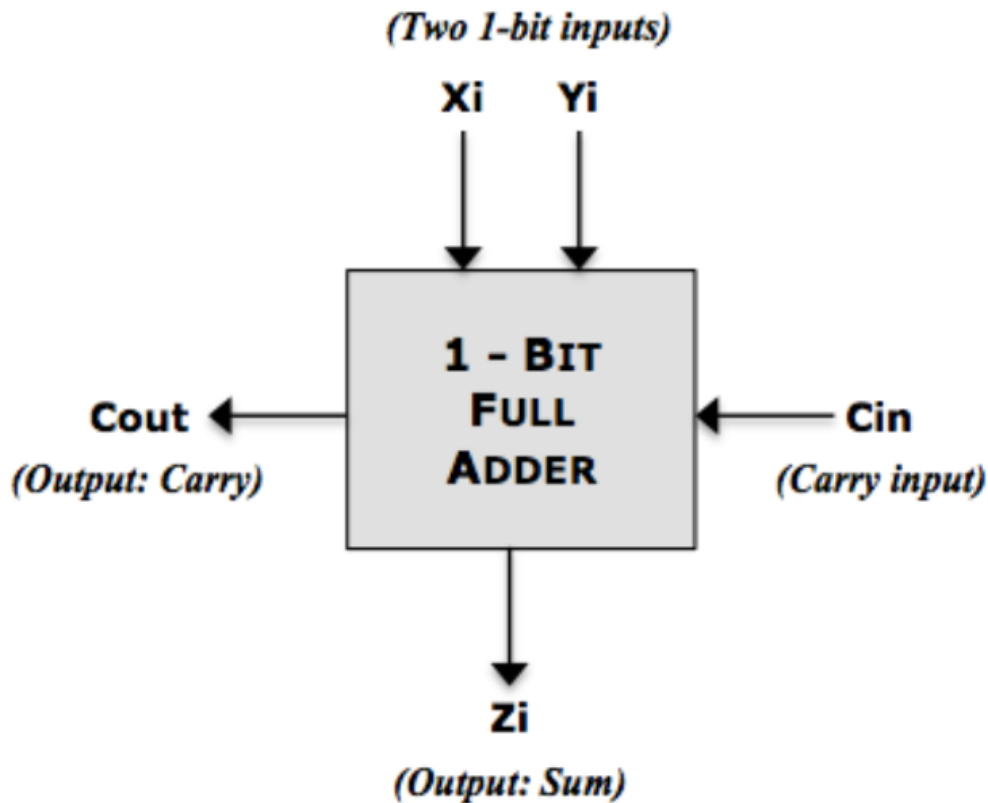 (Two 1-bit inputs)
Xi Yi
1 - BIT
FULL
ADDER
Cout Cin
(Output: Carry) (Carry input)
Zi
(Output: Sum)